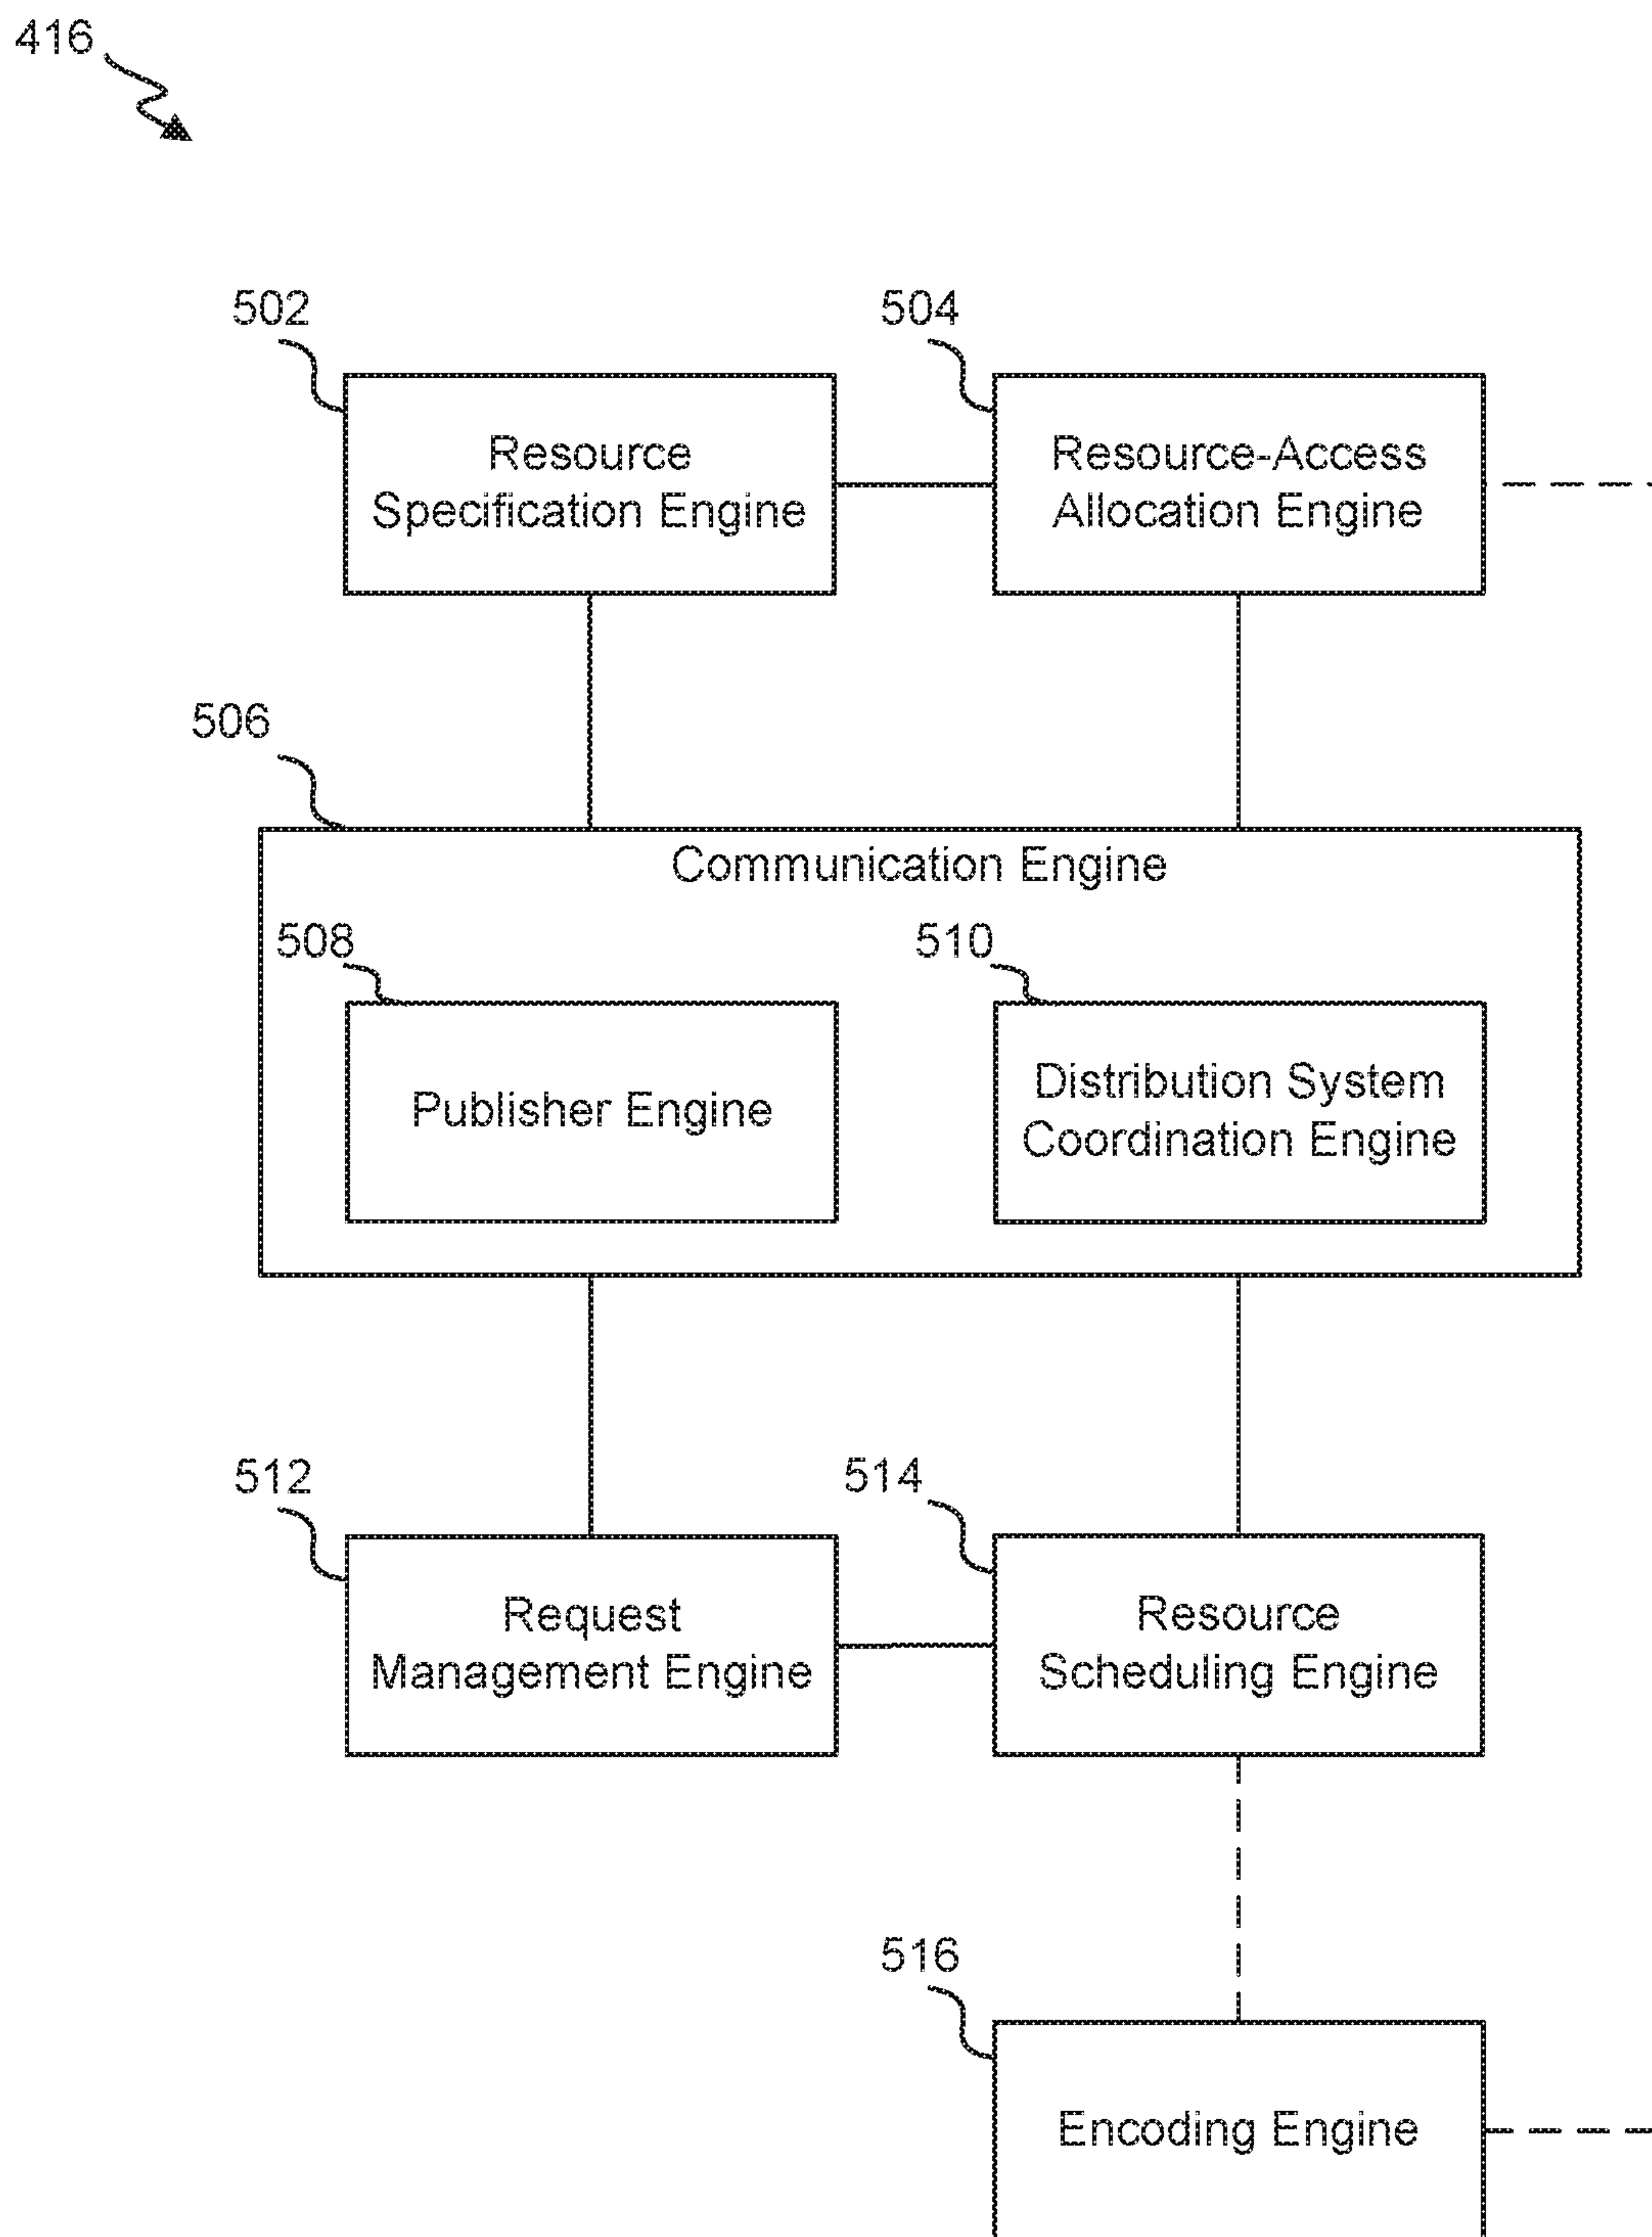 416
502
504
Resource
Specification Engine
Resource-Access
Allocation Engine
506
Communication Engine
508
510
Publisher Engine
Distribution System
Coordination Engine
512
514
Request
Management Engine
Resource
Scheduling Engine
516
Encoding Engine